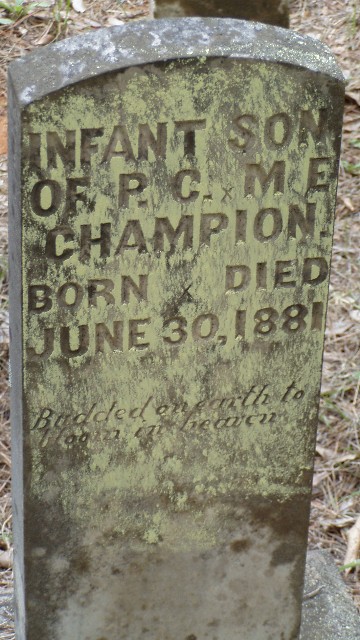 INFANT SON
OF P. C. x M E
CHAMPION.
BORN x DIED
JUNE 30, 1881
Budded on earth to
bloom in heaven